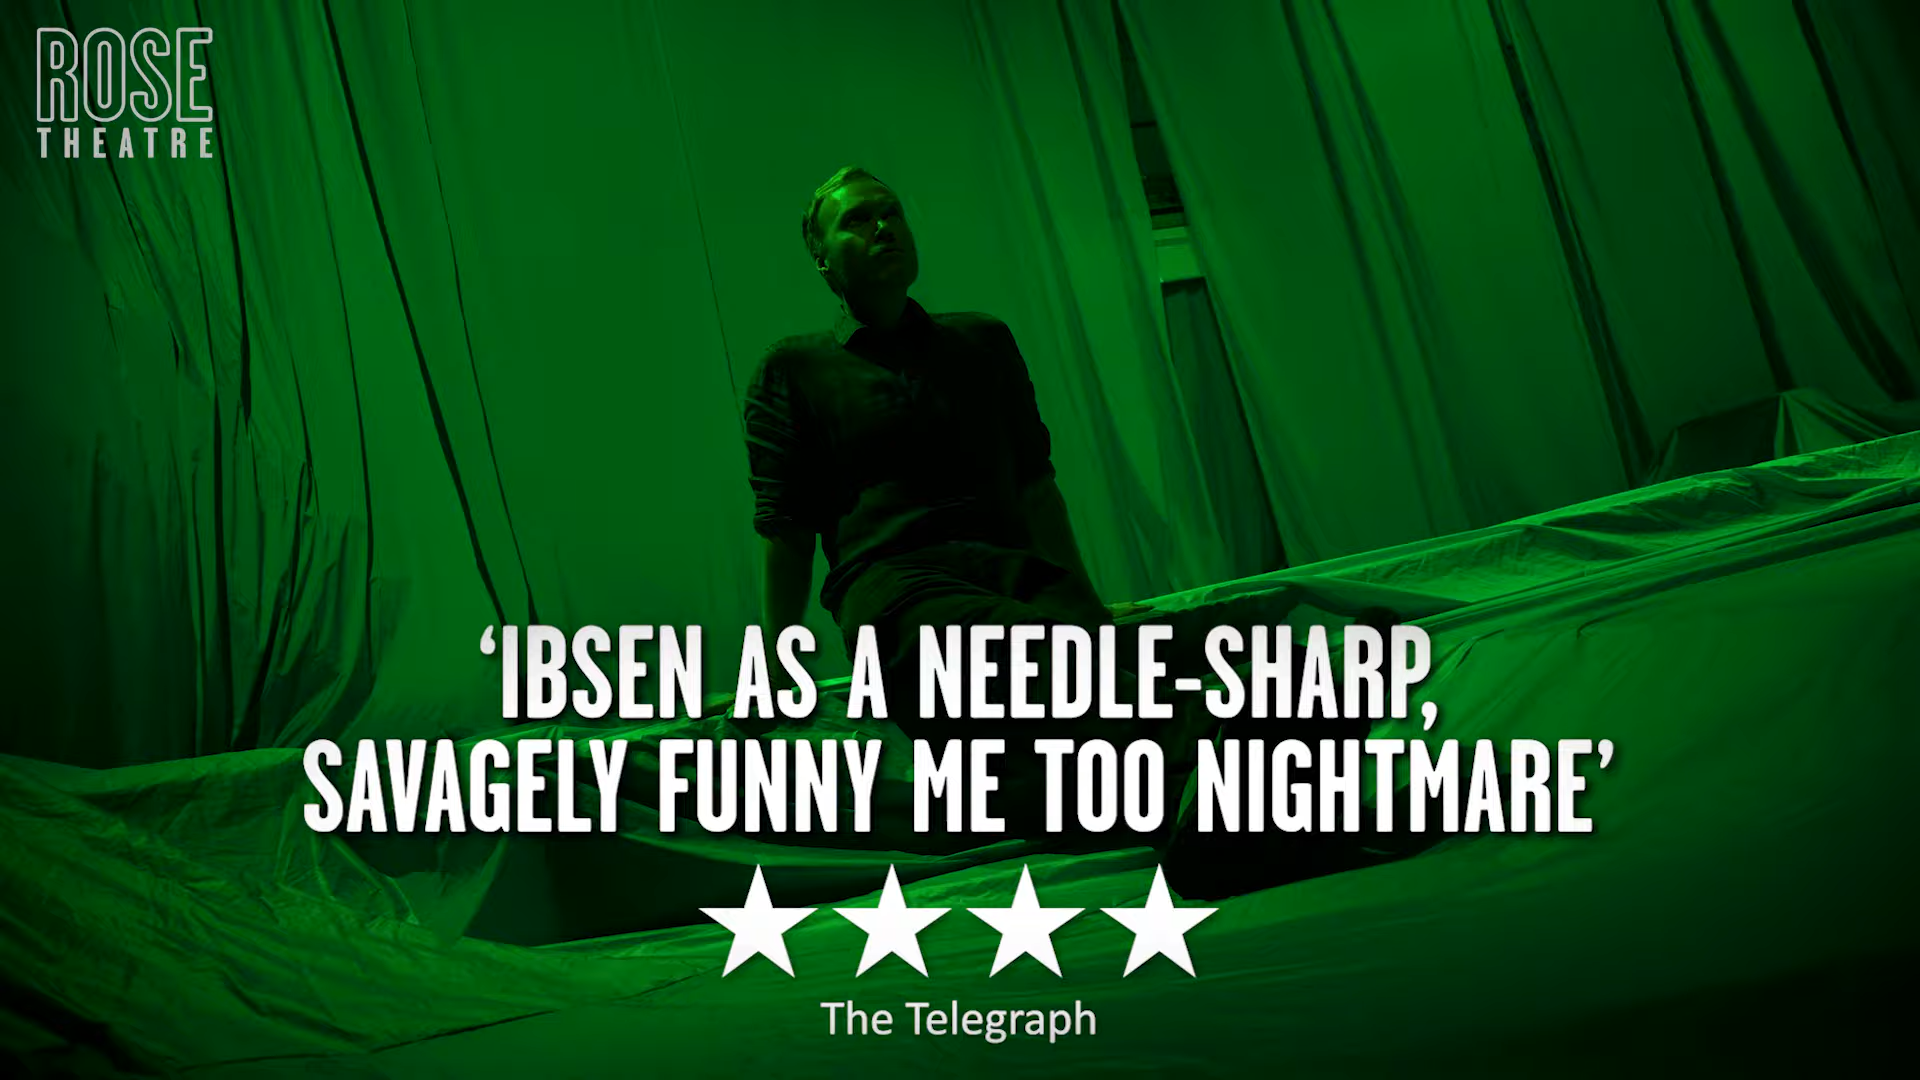 ROSE
THEATRE
‘IBSEN AS A NEEDLE-SHARP,
SAVAGELY FUNNY ME TOO NIGHTMARE’
The Telegraph